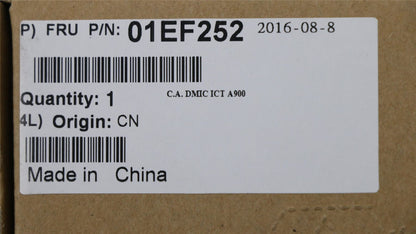 P) FRU P/N: 01EF252 2016-08-8
Quantity: 1 C.A. DMIC ICT A900
4L) Origin: CN
Made in China